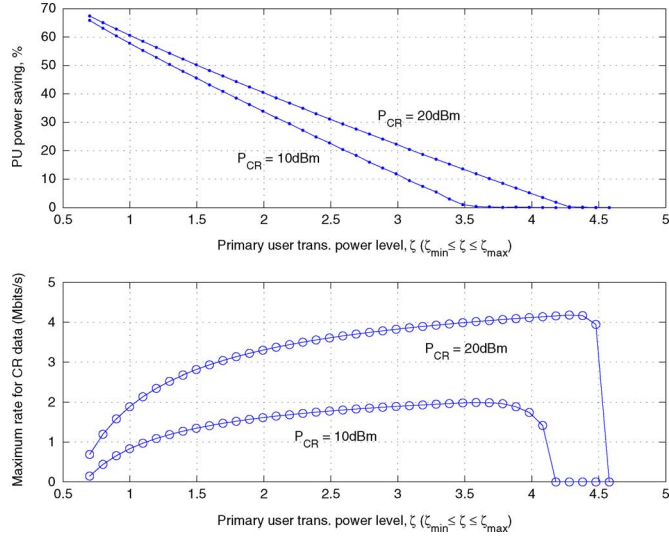 70
60
50
40
30
20
10
0
PU power saving, %
P_CR = 20dBm
P_CR = 10dBm
0.5 1 1.5 2 2.5 3 3.5 4 4.5 5
Primary user trans. power level, ζ (ζ_min ≤ ζ ≤ ζ_max)
5
4
3
2
1
0
Maximum rate for CR data (Mbits/s)
P_CR = 20dBm
P_CR = 10dBm
0.5 1 1.5 2 2.5 3 3.5 4 4.5 5
Primary user trans. power level, ζ (ζ_min ≤ ζ ≤ ζ_max)